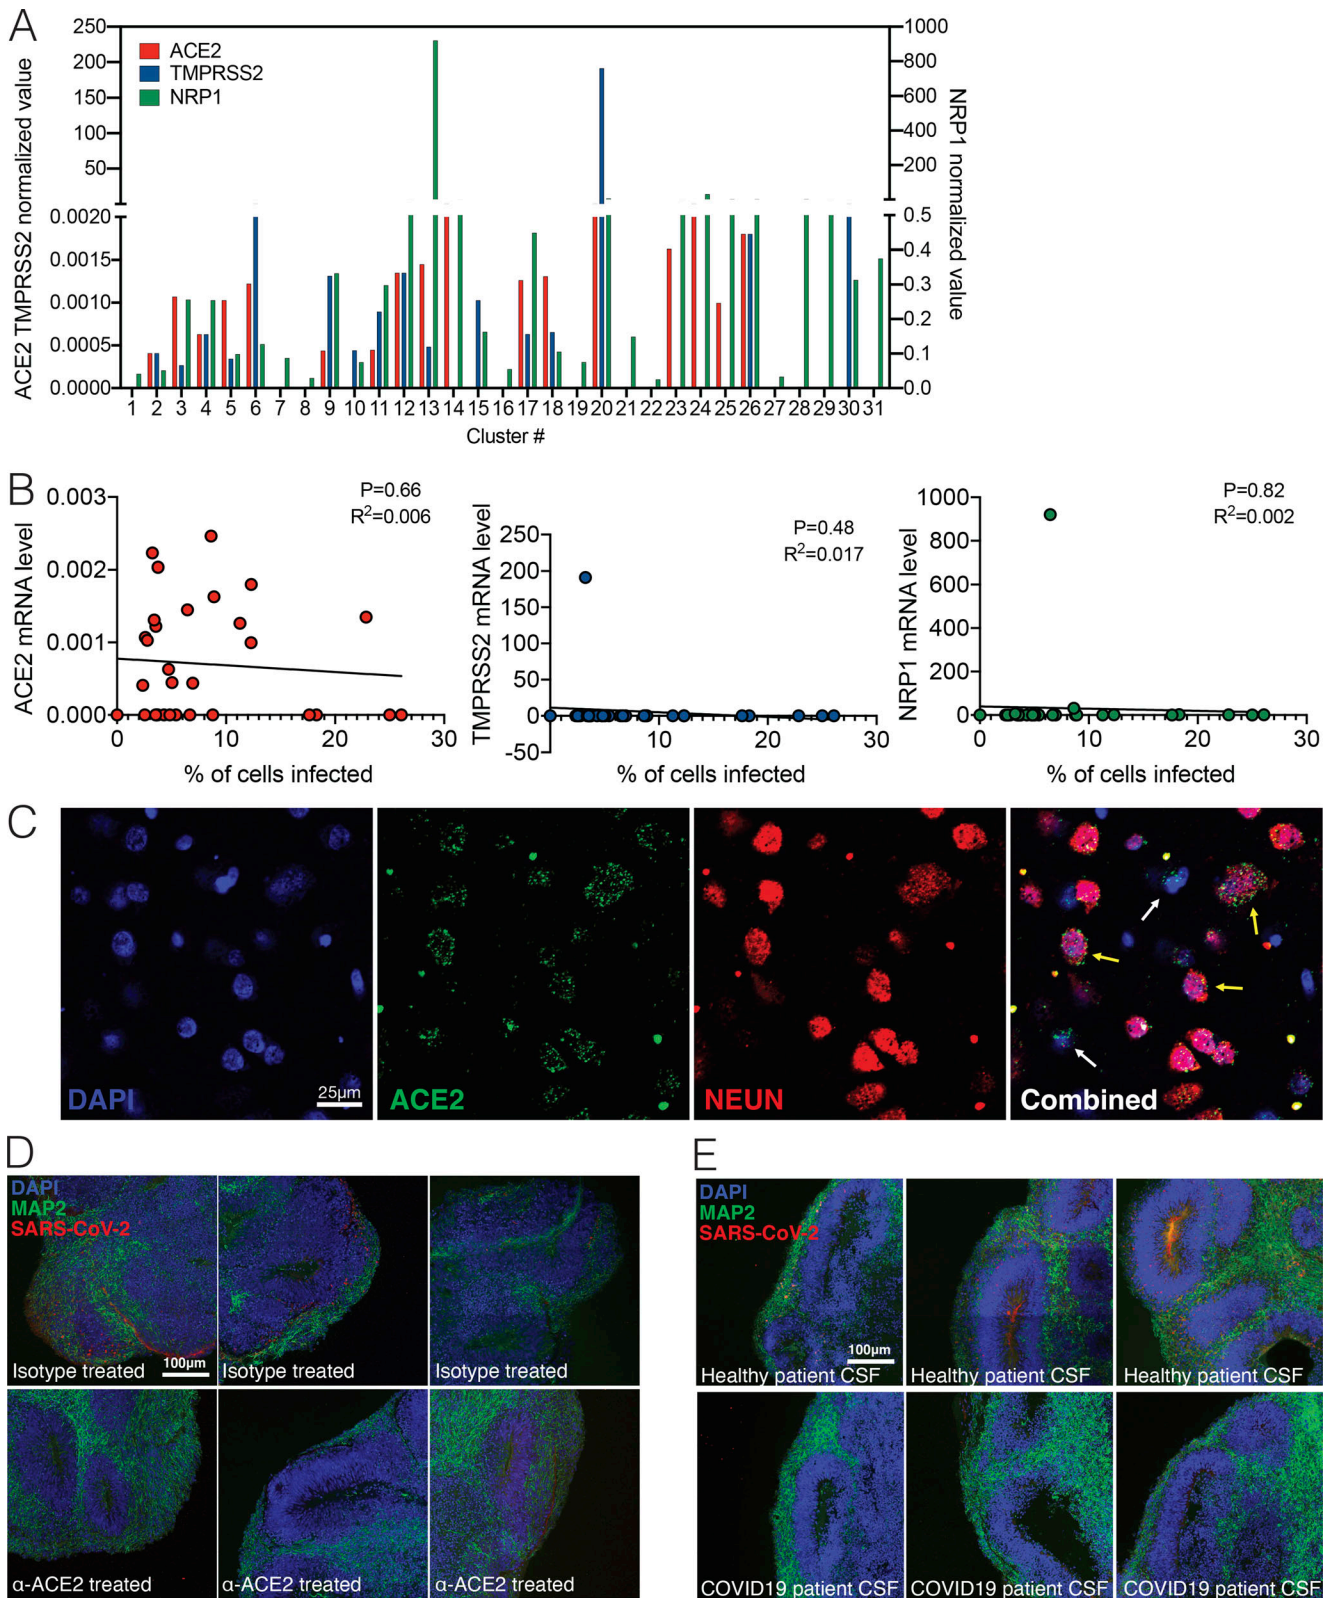 A
ACE2 TMPRSS2 normalized value
250
200
150
100
50
0.0020
0.0015
0.0010
0.0005
0.0000
ACE2
TMPRSS2
NRP1
1000
800
600
400
200
0.5
0.4
0.3
0.2
0.1
0.0
NRP1 normalized value
1 2 3 4 5 6 7 8 9 10 11 12 13 14 15 16 17 18 19 20 21 22 23 24 25 26 27 28 29 30 31
Cluster #
B
ACE2 mRNA level
0.003
0.002
0.001
0.000
P=0.66
R²=0.006
0 10 20 30
% of cells infected
TMPRSS2 mRNA level
250
200
150
100
50
0
-50
P=0.48
R²=0.017
10 20 30
% of cells infected
NRP1 mRNA level
1000
800
600
400
200
0
P=0.82
R²=0.002
0 10 20 30
% of cells infected
C
DAPI
25µm
ACE2
NEUN
Combined
D
DAPI
MAP2
SARS-CoV-2
100µm
Isotype treated
Isotype treated
Isotype treated
α-ACE2 treated
α-ACE2 treated
α-ACE2 treated
E
DAPI
MAP2
SARS-CoV-2
100µm
Healthy patient CSF
Healthy patient CSF
Healthy patient CSF
COVID19 patient CSF
COVID19 patient CSF
COVID19 patient CSF